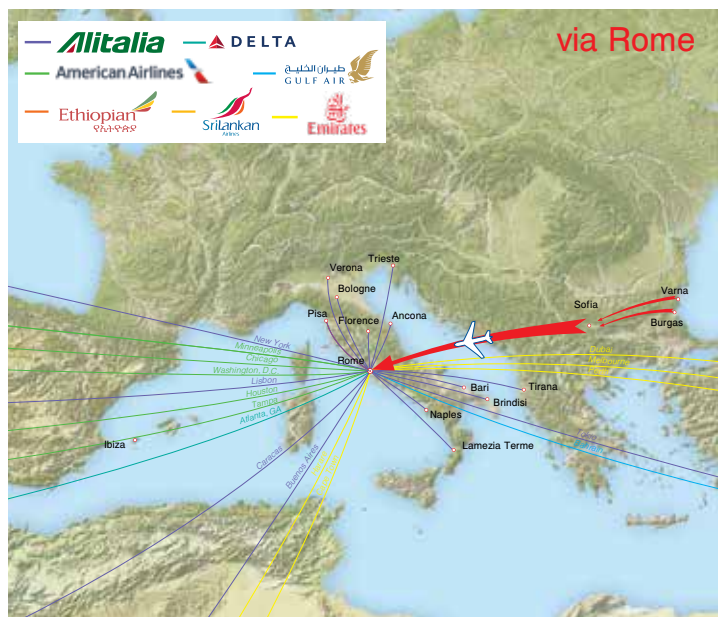 Alitalia
DELTA
American Airlines
طيران الخليج
GULF AIR
Ethiopian
የኢትዮጵያ
SriLankan
Airlines
Emirates
via Rome
Trieste
Verona
Bologne
Varna
Sofia
Pisa
Florence
Ancona
Burgas
New York
Minneapolis
Chicago
Rome
Dubai
Washington, D.C.
Lisbon
Bari
Tirana
Houston
Tampa
Brindisi
Atlanta, GA
Naples
Ibiza
Lamezia Terme
Caracas
Buenos Aires